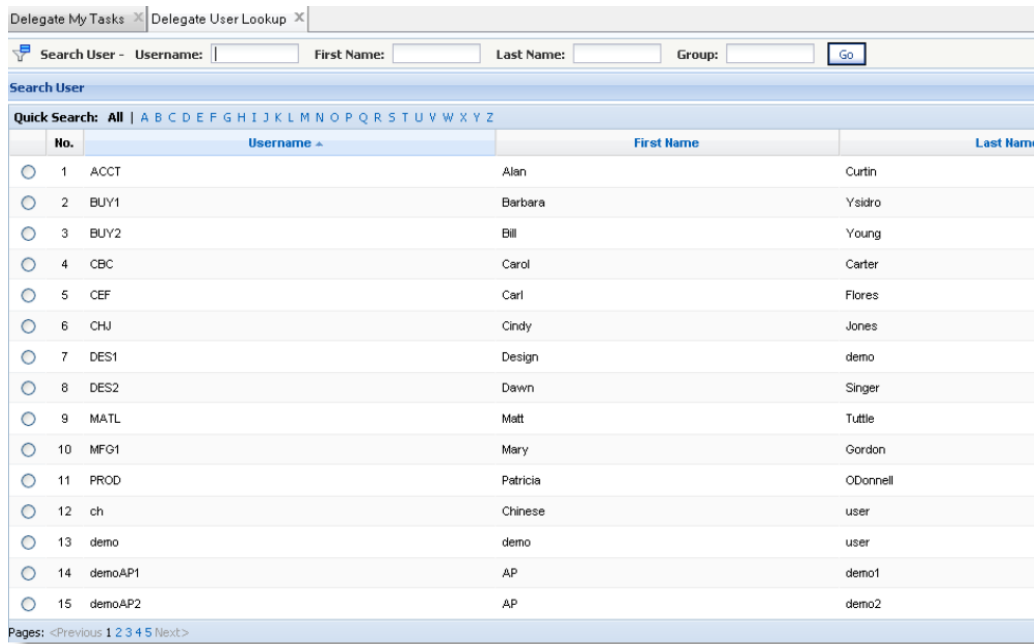 Delegate My Tasks Delegate User Lookup
Search User - Username: First Name: Last Name: Group: Go
Search User
Quick Search: All | A B C D E F G H I J K L M N O P Q R S T U V W X Y Z
No. Username First Name Last Name
1 ACCT Alan Curtin
2 BUY1 Barbara Ysidro
3 BUY2 Bill Young
4 CBC Carol Carter
5 CEF Carl Flores
6 CHJ Cindy Jones
7 DES1 Design demo
8 DES2 Dawn Singer
9 MATL Matt Tuttle
10 MFG1 Mary Gordon
11 PROD Patricia ODonnell
12 ch Chinese user
13 demo demo user
14 demoAP1 AP demo1
15 demoAP2 AP demo2
Pages: <Previous 1 2 3 4 5 Next>